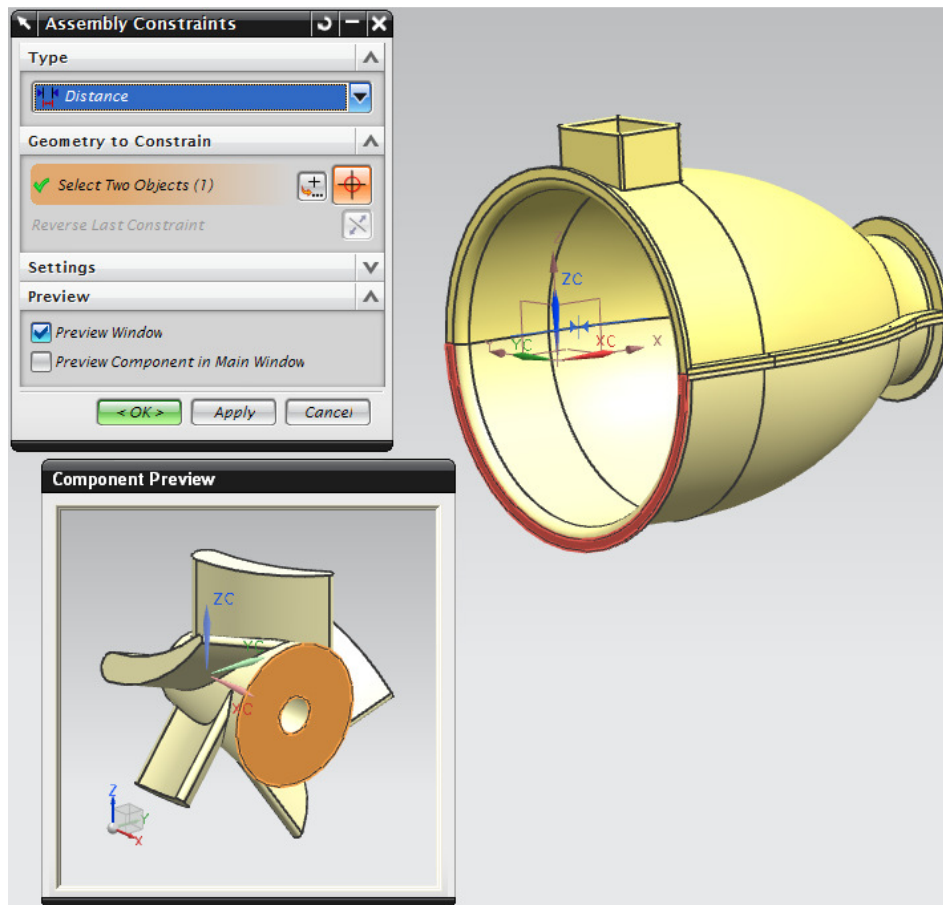 Assembly Constraints
Type
Distance
Geometry to Constrain
Select Two Objects (1)
Reverse Last Constraint
Settings
Preview
Preview Window
Preview Component in Main Window
< OK > Apply Cancel
ZC
YC XC X
Component Preview
ZC
YC
XC
Z
Y
X